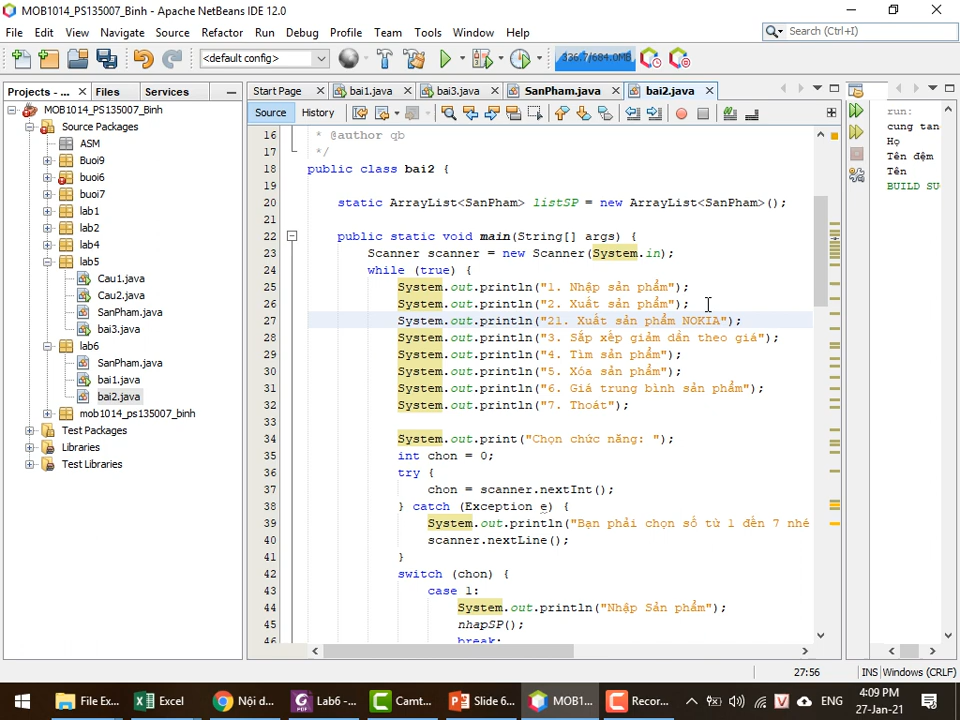 MOB1014_PS135007_Binh - Apache NetBeans IDE 12.0
File Edit View Navigate Source Refactor Run Debug Profile Team Tools Window Help
Search (Ctrl+I)
<default config>
336.7/684.0MB
Projects - ...
Files
Services
Start Page
bai1.java
bai3.java
SanPham.java
bai2.java
Source
History
MOB1014_PS135007_Binh
Source Packages
ASM
Buoi9
buoi6
buoi7
lab1
lab2
lab4
lab5
Cau1.java
Cau2.java
SanPham.java
bai3.java
lab6
SanPham.java
bai1.java
bai2.java
mob1014_ps135007_binh
Test Packages
Libraries
Test Libraries
16 * @author qb
17 */
18 public class bai2 {
19
20 static ArrayList<SanPham> listSP = new ArrayList<SanPham>();
21
22 public static void main(String[] args) {
23 Scanner scanner = new Scanner(System.in);
24 while (true) {
25 System.out.println("1. Nhập sản phẩm");
26 System.out.println("2. Xuất sản phẩm");
27 System.out.println("21. Xuất sản phẩm NOKIA");
28 System.out.println("3. Sắp xếp giảm dần theo giá");
29 System.out.println("4. Tìm sản phẩm");
30 System.out.println("5. Xóa sản phẩm");
31 System.out.println("6. Giá trung bình sản phẩm");
32 System.out.println("7. Thoát");
33
34 System.out.print("Chọn chức năng: ");
35 int chon = 0;
36 try {
37 chon = scanner.nextInt();
38 } catch (Exception e) {
39 System.out.println("Bạn phải chọn số từ 1 đến 7 nhé
40 scanner.nextLine();
41 }
42 switch (chon) {
43 case 1:
44 System.out.println("Nhập Sản phẩm");
45 nhapSP();
46 break;
run:
cung tan
Họ
Tên đệm
Tên
BUILD SU
27:56
INS
Windows (CRLF)
File Ex...
Excel
Nội d...
Lab6 -...
Camt...
Slide 6...
MOB1...
Recor...
ENG
4:09 PM
27-Jan-21